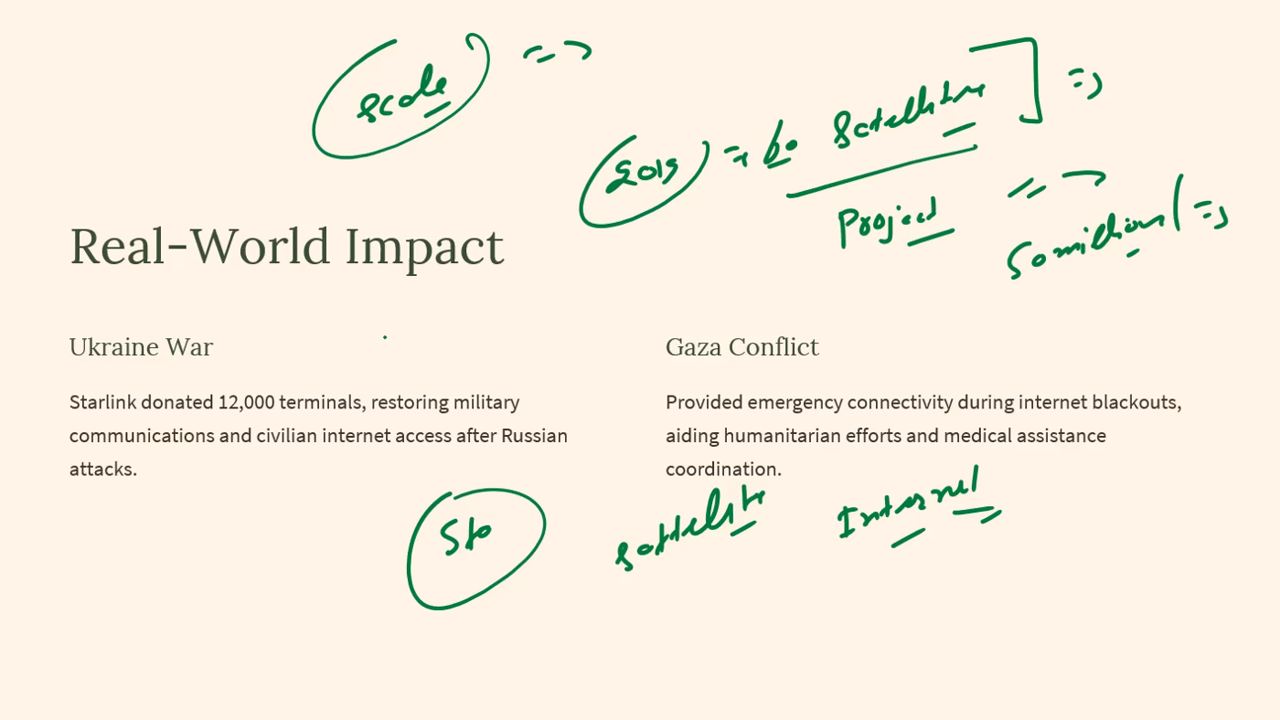 scale =>
2019 => 60 Satellite ] =>
Project =>
50 million =>
Real-World Impact
Ukraine War
Starlink donated 12,000 terminals, restoring military
communications and civilian internet access after Russian
attacks.
Gaza Conflict
Provided emergency connectivity during internet blackouts,
aiding humanitarian efforts and medical assistance
coordination.
Sattelite Internet